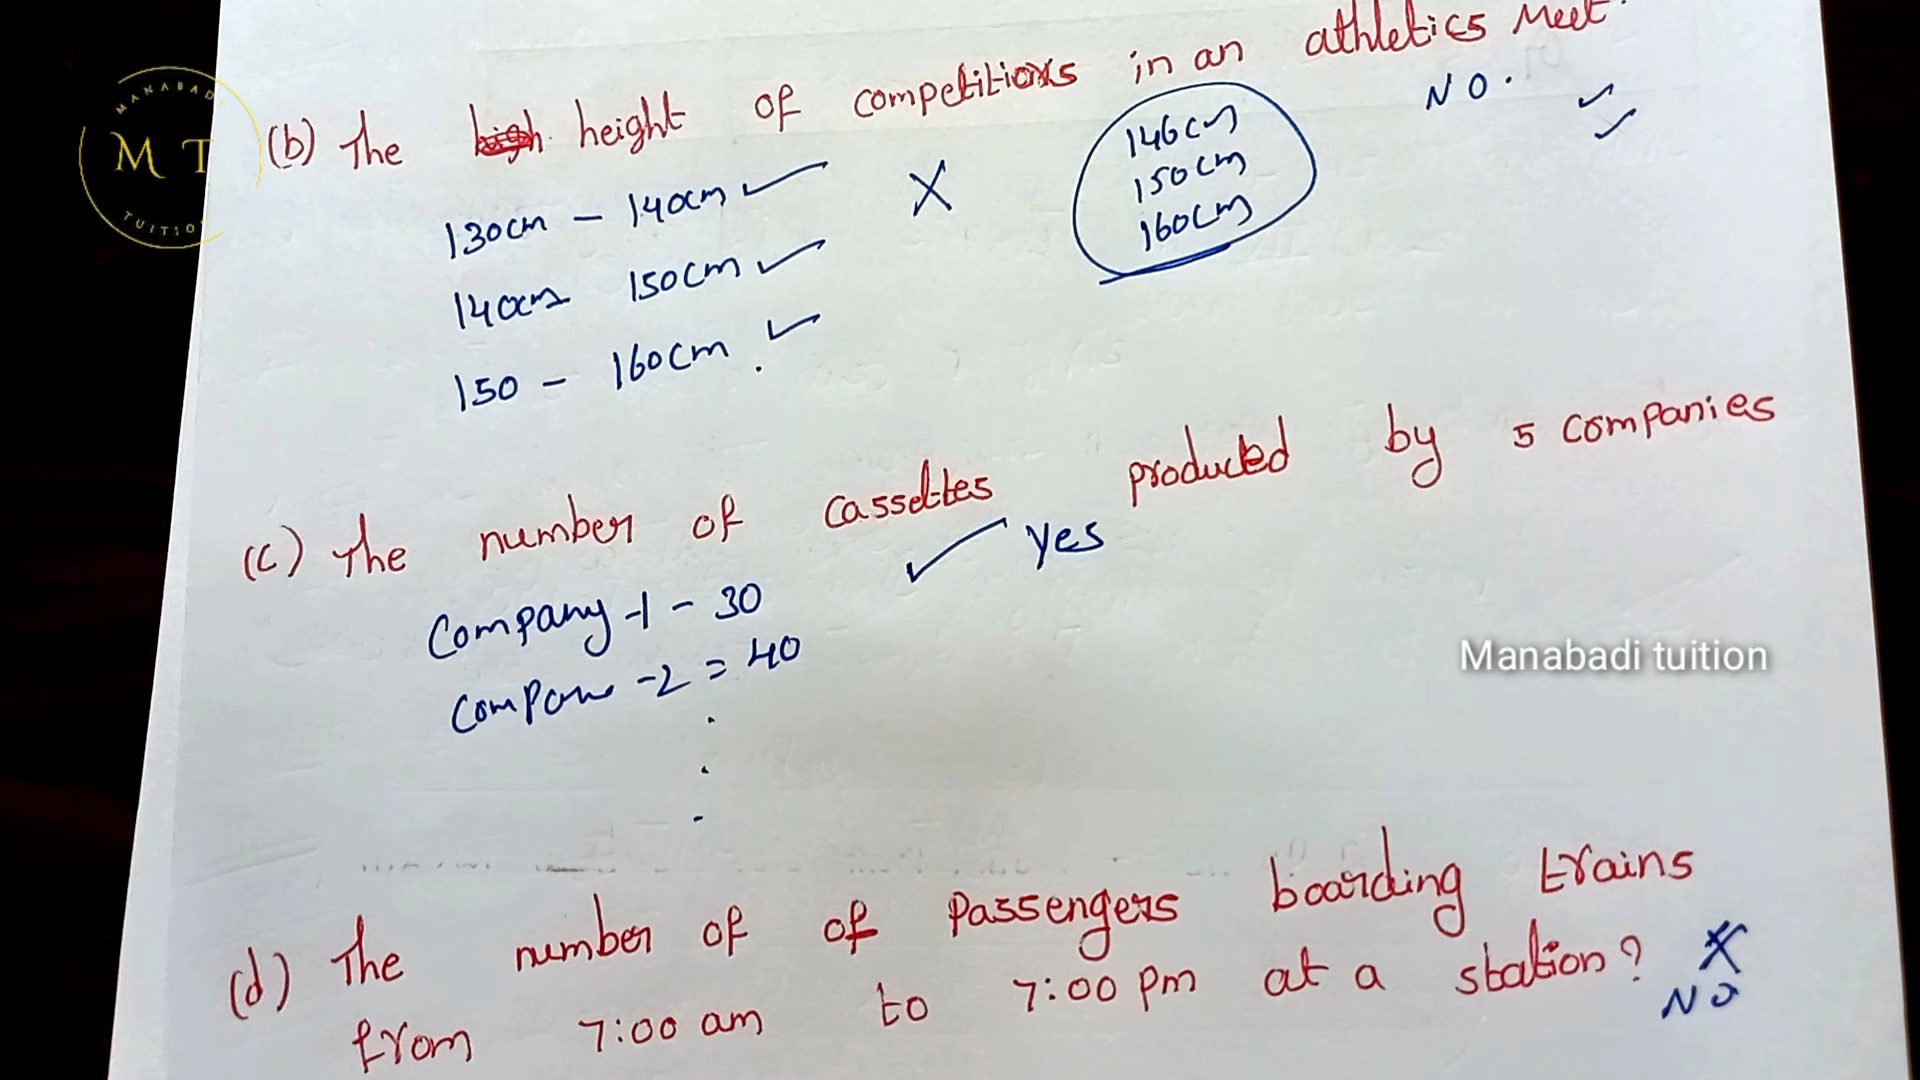 MANABADI
M T
TUITION
(b) The height of competitions in an athletics Meet.
NO.
130cm - 140cm ✓
X
146cm
150cm
160cm
140cm 150cm ✓
150 - 160cm ✓
(c) The number of cassettes produced by 5 companies
✓ Yes
Company -1 - 30
-2 = 40
Manabadi tuition
(d) The number of of Passengers boarding trains
from 7:00 am to 7:00 pm at a station? X
NO